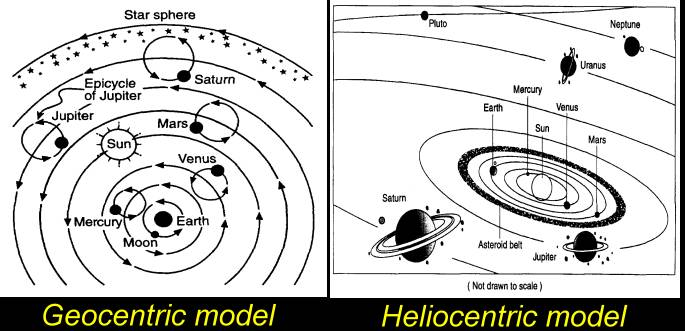 Star sphere
Saturn
Epicycle
of Jupiter
Jupiter
Mars
Sun
Venus
Mercury
Earth
Moon
Geocentric model
Pluto
Neptune
Uranus
Mercury
Earth
Venus
Sun
Mars
Saturn
Asteroid belt
Jupiter
( Not drawn to scale )
Heliocentric model